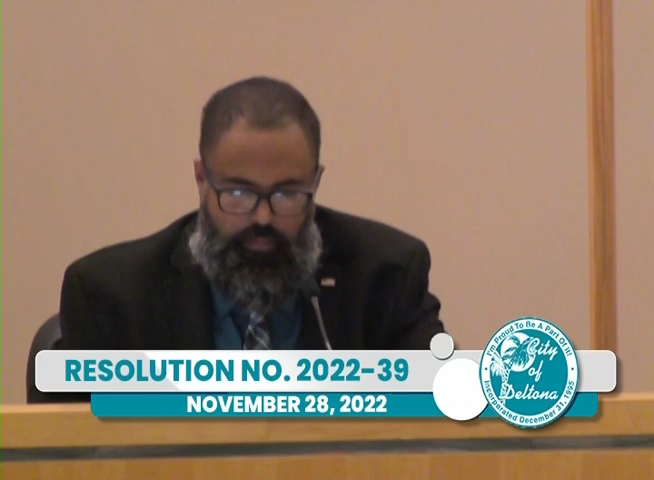 RESOLUTION NO. 2022-39
NOVEMBER 28, 2022
I'm Proud To Be A Part Of It!
City
of
Deltona
Incorporated December 31, 1995